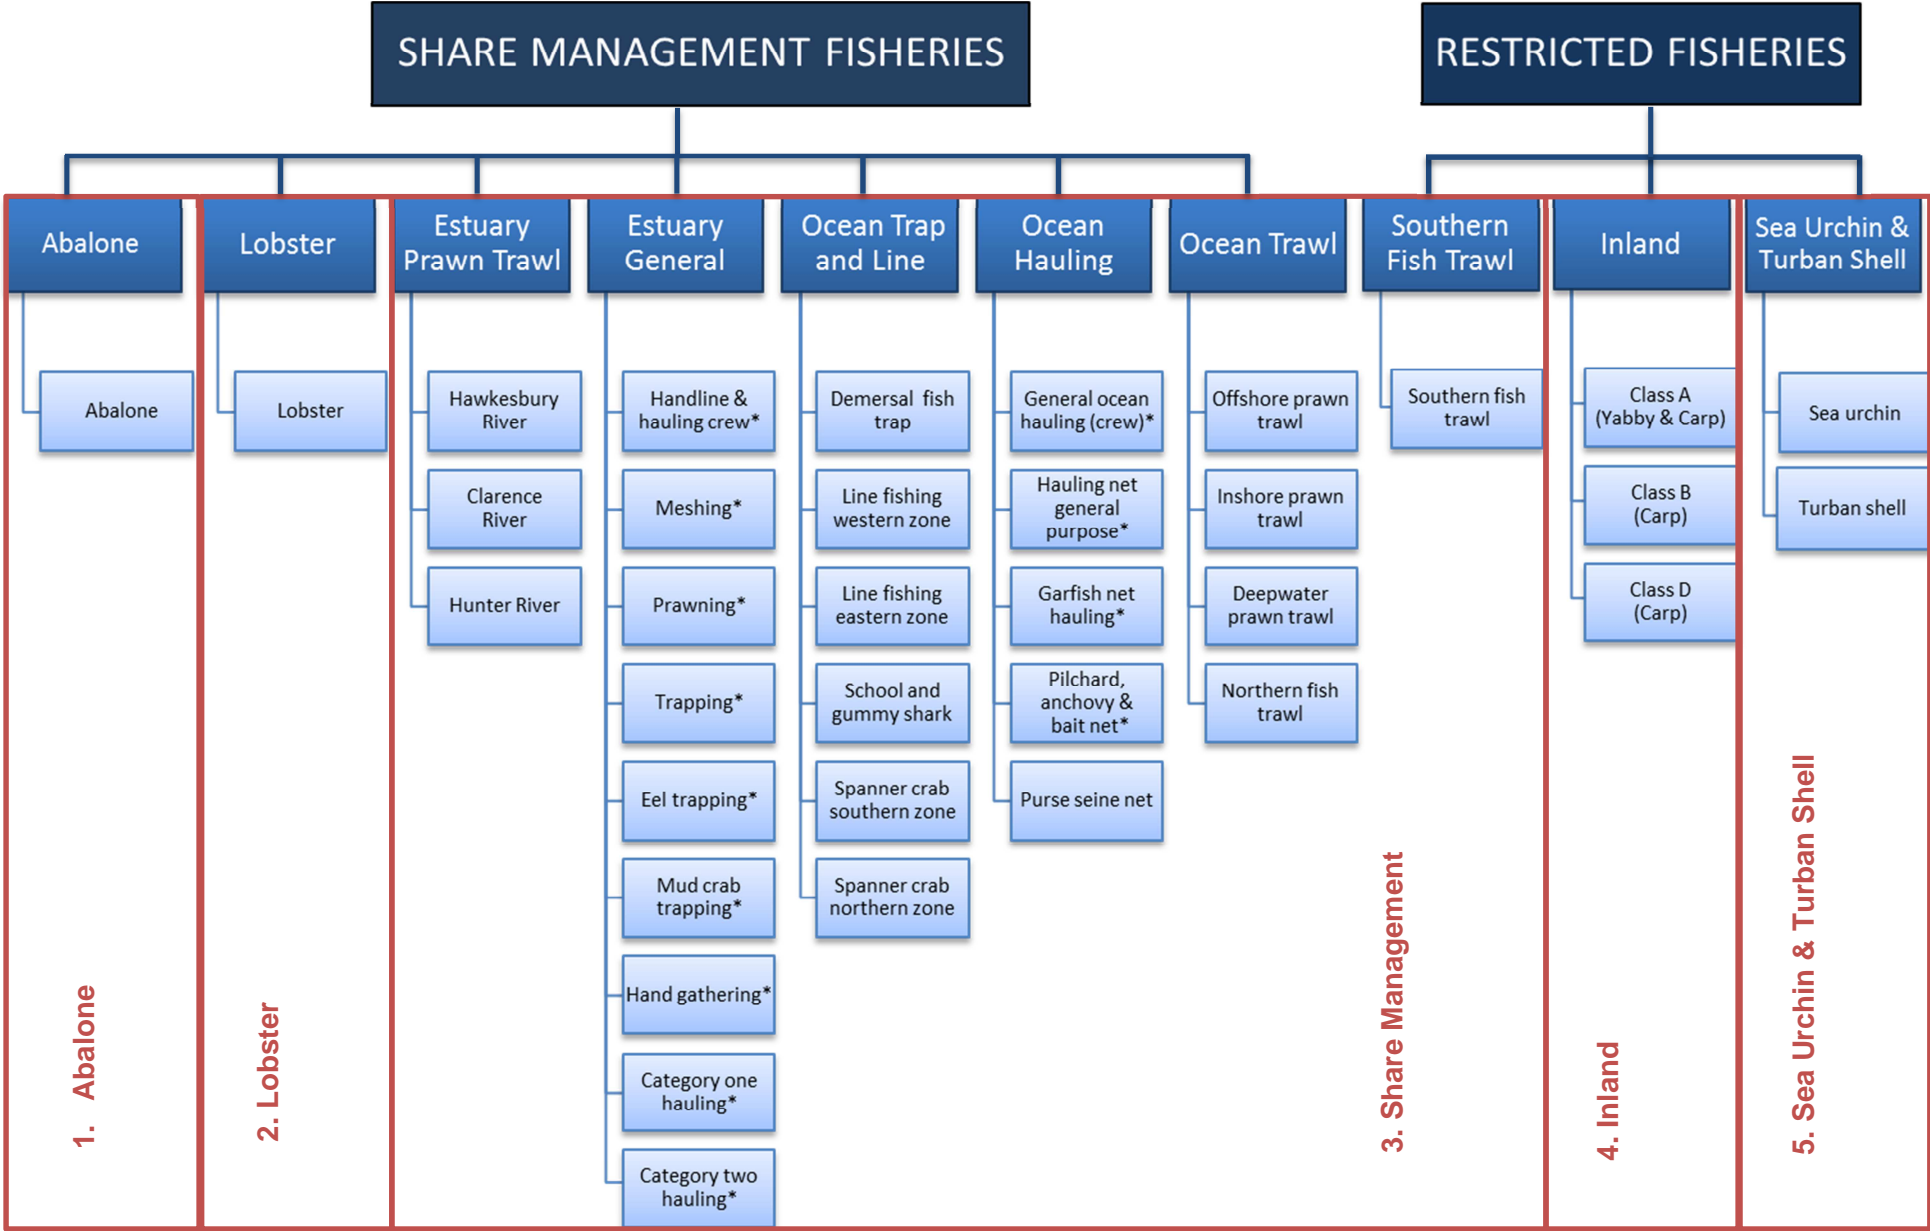 SHARE MANAGEMENT FISHERIES
RESTRICTED FISHERIES
Abalone
Lobster
Estuary
Prawn Trawl
Estuary
General
Ocean Trap
and Line
Ocean
Hauling
Ocean Trawl
Southern
Fish Trawl
Inland
Sea Urchin &
Turban Shell
Abalone
Lobster
Hawkesbury
River
Clarence
River
Hunter River
Handline &
hauling crew*
Meshing*
Prawning*
Trapping*
Eel trapping*
Mud crab
trapping*
Hand gathering*
Category one
hauling*
Category two
hauling*
Demersal fish
trap
Line fishing
western zone
Line fishing
eastern zone
School and
gummy shark
Spanner crab
southern zone
Spanner crab
northern zone
General ocean
hauling (crew)*
Hauling net
general
purpose*
Garfish net
hauling*
Pilchard,
anchovy &
bait net*
Purse seine net
Offshore prawn
trawl
Inshore prawn
trawl
Deepwater
prawn trawl
Northern fish
trawl
Southern fish
trawl
Class A
(Yabby & Carp)
Class B
(Carp)
Class D
(Carp)
Sea urchin
Turban shell
1. Abalone
2. Lobster
3. Share Management
4. Inland
5. Sea Urchin & Turban Shell